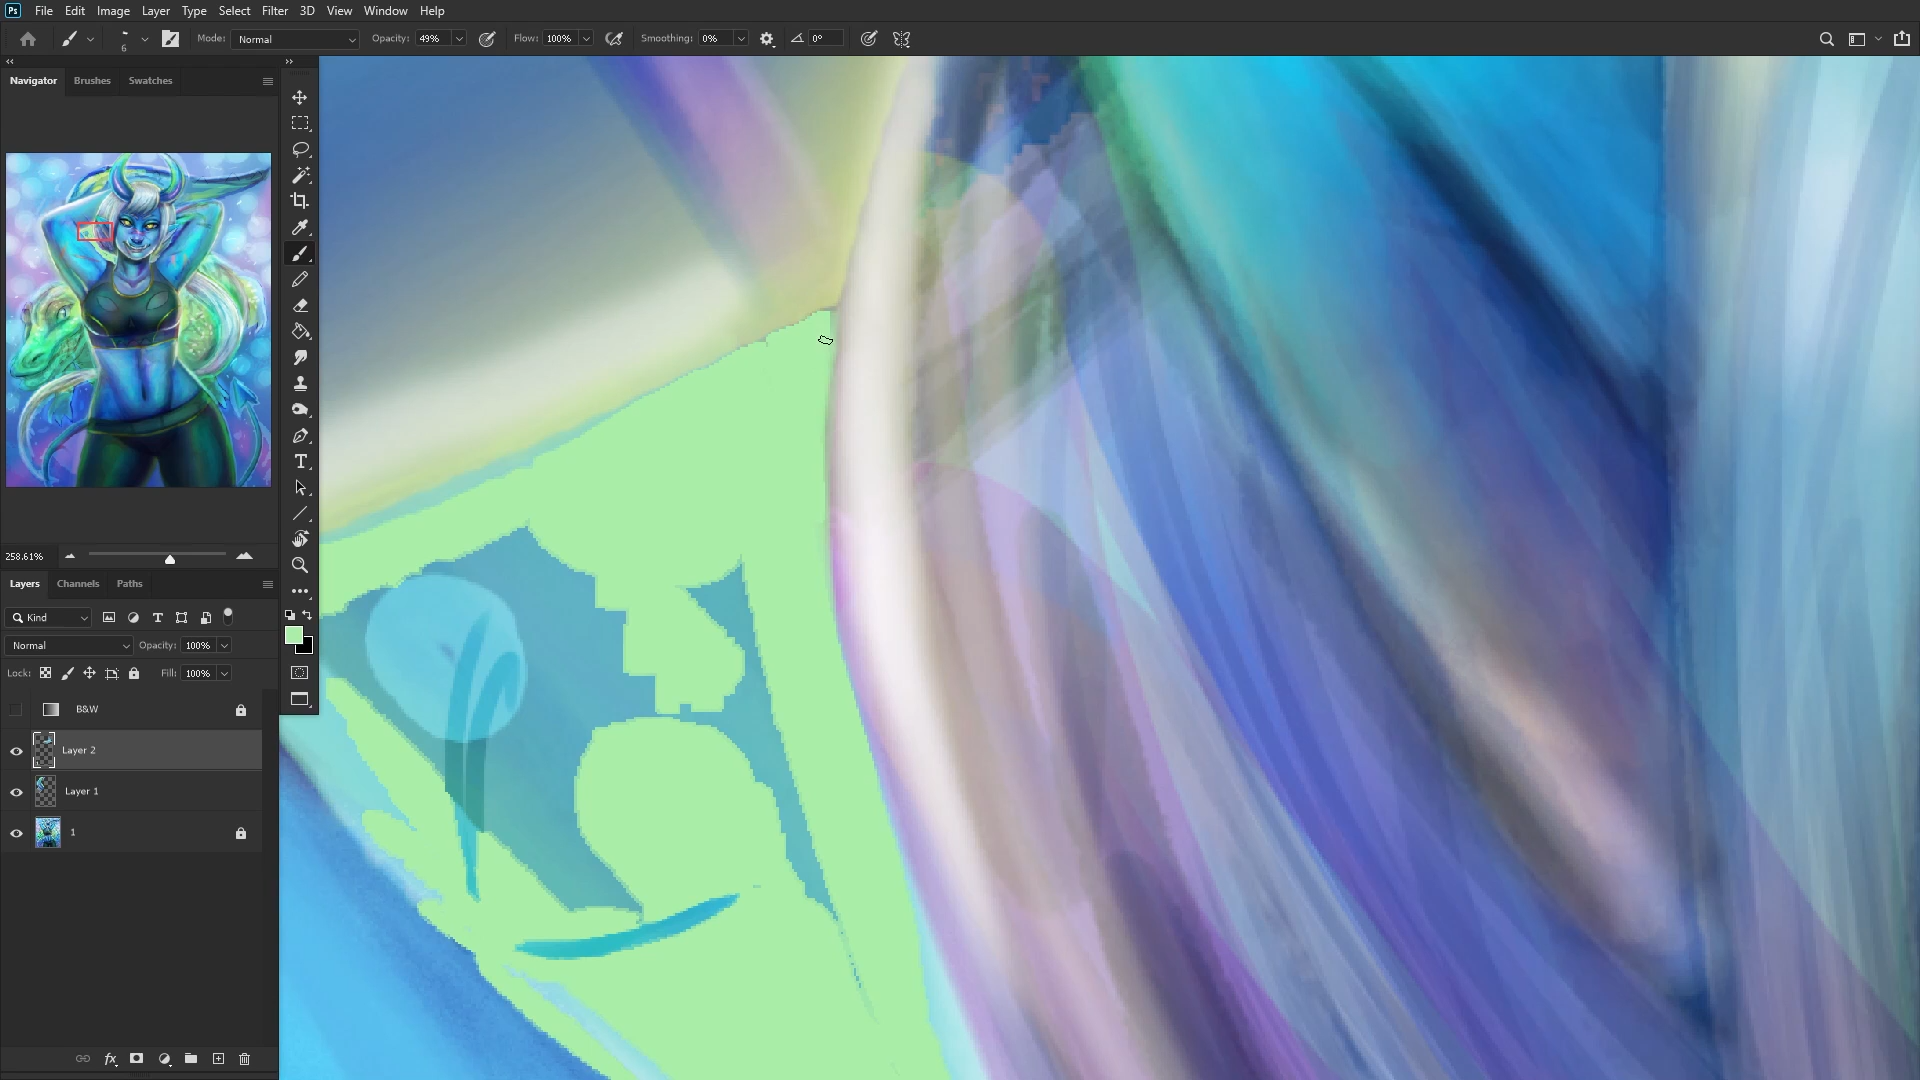 Ps File Edit Image Layer Type Select Filter 3D View Window Help
6 Mode: Normal Opacity: 49% Flow: 100% Smoothing: 0% 0°
Navigator Brushes Swatches
258.61%
Layers Channels Paths
Kind
Normal Opacity: 100%
Lock: Fill: 100%
B&W
Layer 2
Layer 1
1
fx